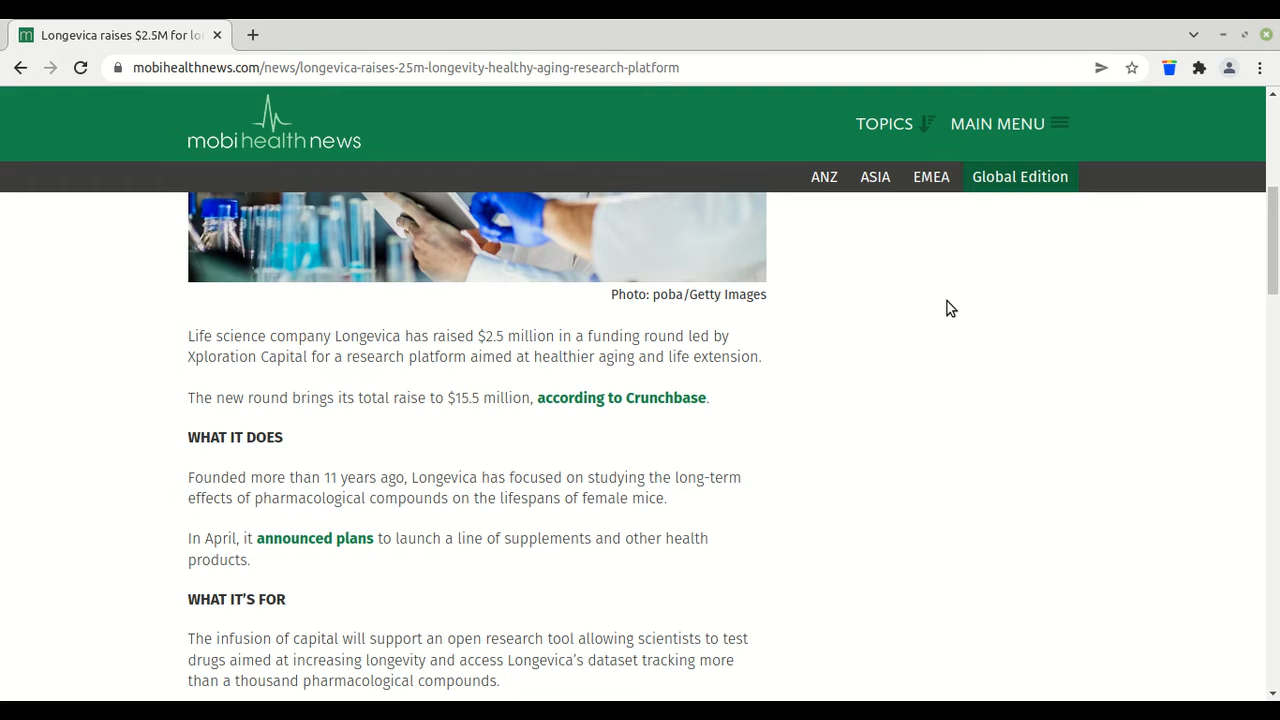 Longevica raises $2.5M for lo
mobihealthnews.com/news/longevica-raises-25m-longevity-healthy-aging-research-platform
mobihealthnews
TOPICS
MAIN MENU
ANZ
ASIA
EMEA
Global Edition
Photo: poba/Getty Images
Life science company Longevica has raised $2.5 million in a funding round led by
Xploration Capital for a research platform aimed at healthier aging and life extension.
The new round brings its total raise to $15.5 million, according to Crunchbase.
WHAT IT DOES
Founded more than 11 years ago, Longevica has focused on studying the long-term
effects of pharmacological compounds on the lifespans of female mice.
In April, it announced plans to launch a line of supplements and other health
products.
WHAT IT’S FOR
The infusion of capital will support an open research tool allowing scientists to test
drugs aimed at increasing longevity and access Longevica’s dataset tracking more
than a thousand pharmacological compounds.